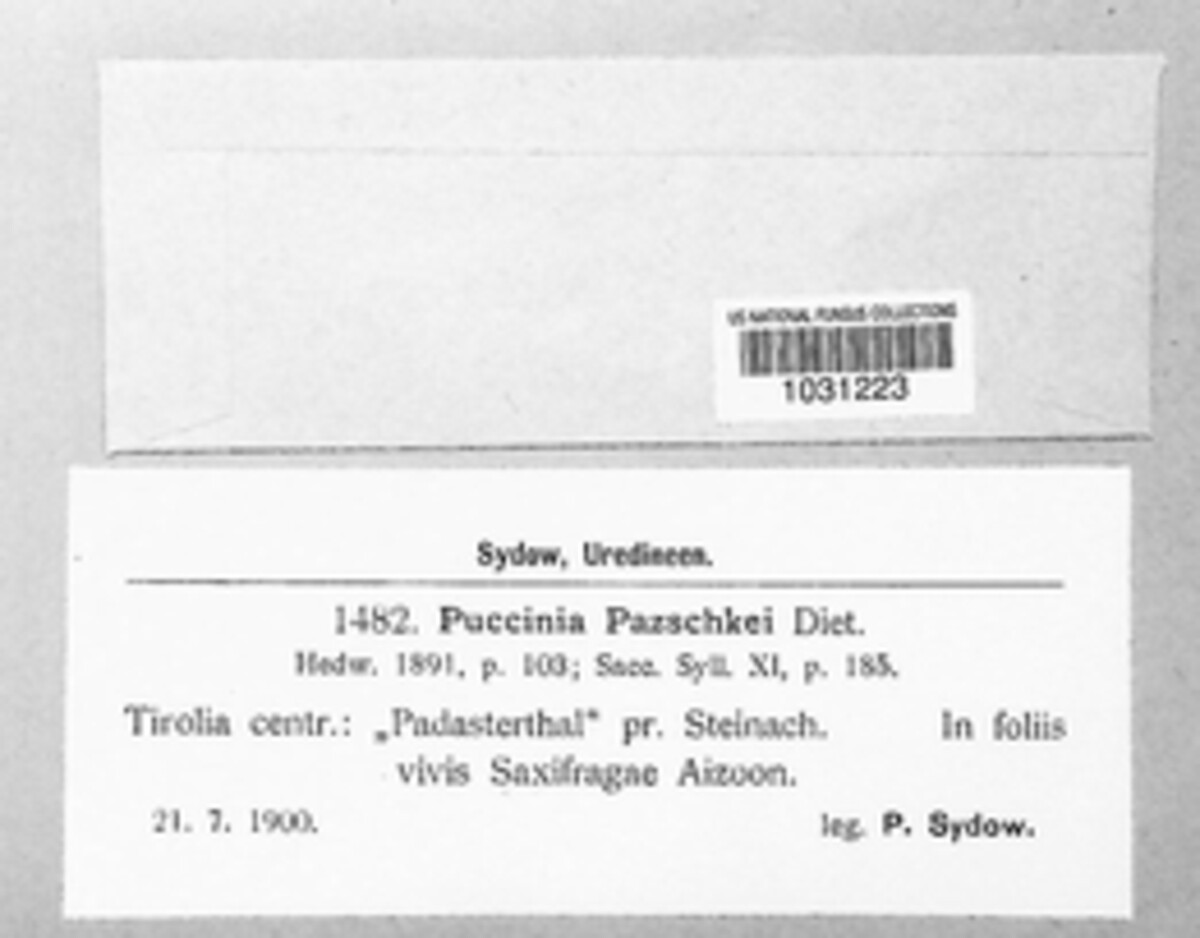 US NATIONAL FUNGUS COLLECTIONS
1031223
Sydow, Uredineen.
1482. Puccinia Pazschkei Diet.
Hedw. 1891, p. 103; Sacc. Syll. XI, p. 185.
Tirolia centr.: „Padasterthal“ pr. Steinach. In foliis
vivis Saxifragae Aizoon.
21. 7. 1900. leg. P. Sydow.